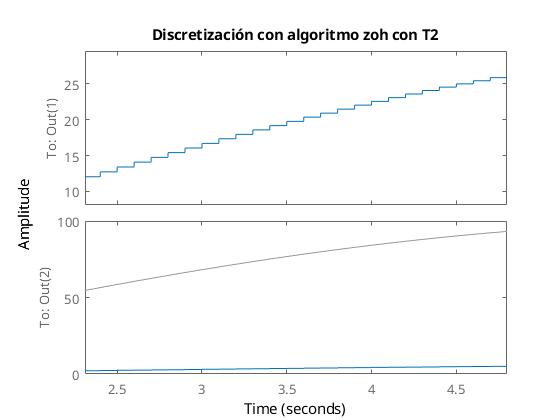 Discretización con algoritmo zoh con T2
To: Out(1)
25
20
15
10
Amplitude
To: Out(2)
100
50
0
2.5 3 3.5 4 4.5
Time (seconds)